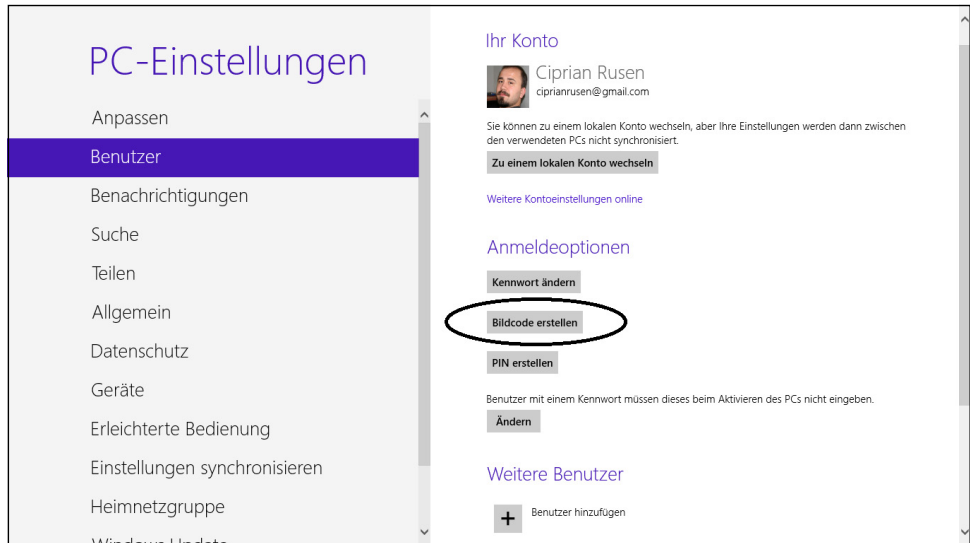 PC-Einstellungen
Anpassen
Benutzer
Benachrichtigungen
Suche
Teilen
Allgemein
Datenschutz
Geräte
Erleichterte Bedienung
Einstellungen synchronisieren
Heimnetzgruppe
Windows Update
Ihr Konto
Ciprian Rusen
ciprianrusen@gmail.com
Sie können zu einem lokalen Konto wechseln, aber Ihre Einstellungen werden dann zwischen
den verwendeten PCs nicht synchronisiert.
Zu einem lokalen Konto wechseln
Weitere Kontoeinstellungen online
Anmeldeoptionen
Kennwort ändern
Bildcode erstellen
PIN erstellen
Benutzer mit einem Kennwort müssen dieses beim Aktivieren des PCs nicht eingeben.
Ändern
Weitere Benutzer
Benutzer hinzufügen